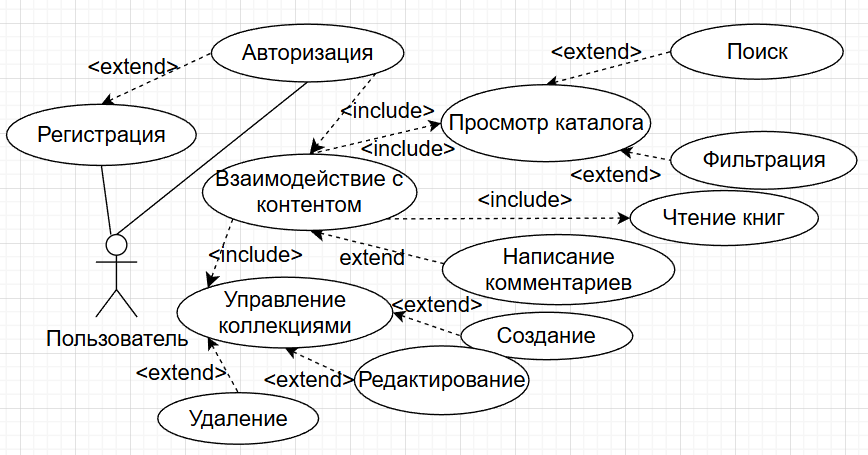 Авторизация
<extend>
Поиск
<extend>
Регистрация
<include>
Просмотр каталога
<include>
Фильтрация
<extend>
Взаимодействие с
контентом
<include>
Чтение книг
<include>
extend
Написание
комментариев
Управление
коллекциями
<extend>
Создание
Пользователь
<extend>
<extend>
Редактирование
Удаление